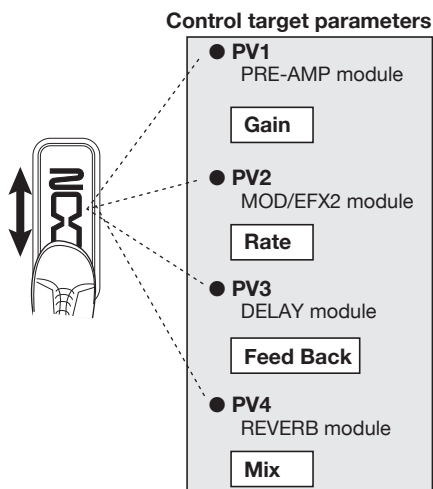 Control target parameters
● PV1
PRE-AMP module
Gain
● PV2
MOD/EFX2 module
Rate
● PV3
DELAY module
Feed Back
● PV4
REVERB module
Mix